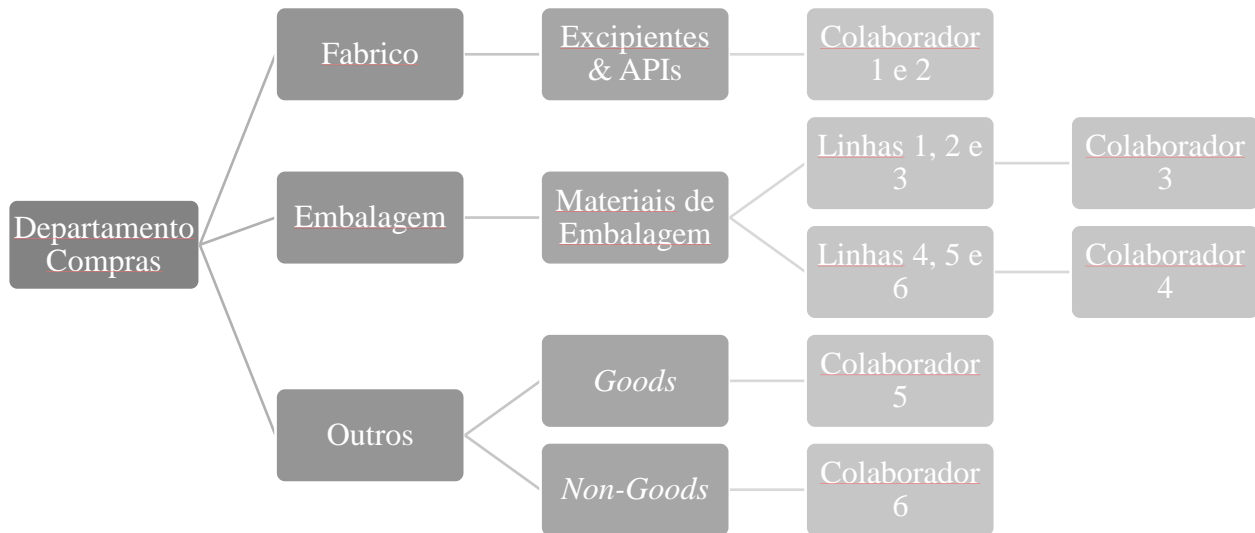 Departamento
Compras
Fabrico
Excipientes
& APIs
Colaborador
1 e 2
Embalagem
Materiais de
Embalagem
Linhas 1, 2 e
3
Colaborador
3
Linhas 4, 5 e
6
Colaborador
4
Outros
Goods
Colaborador
5
Non-Goods
Colaborador
6